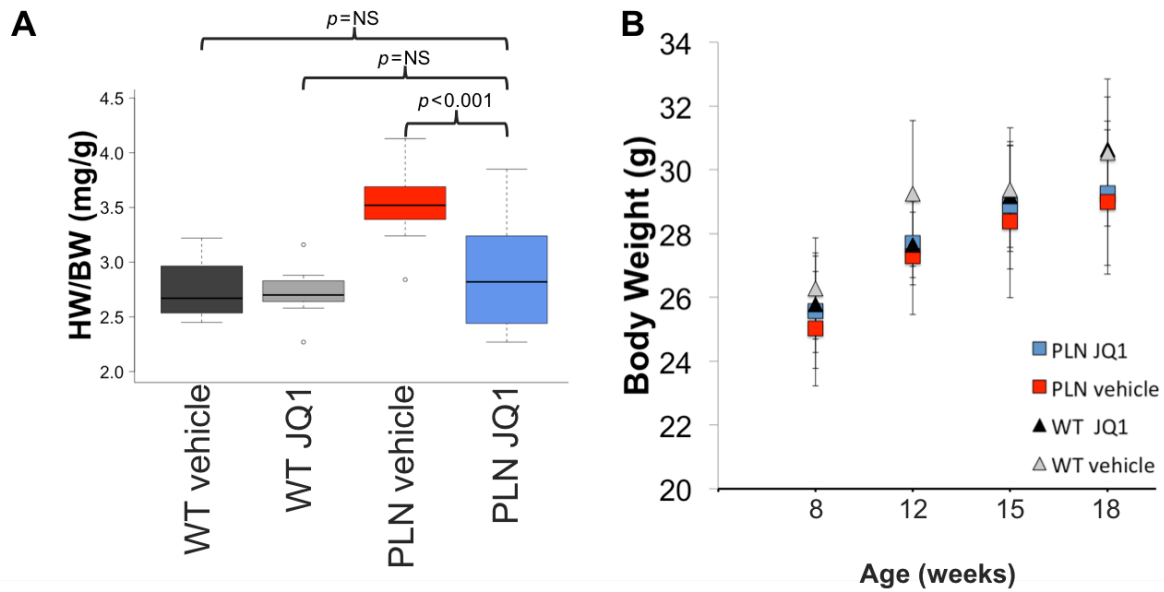 A
p=NS
p=NS
p<0.001
HW/BW (mg/g)
4.5
4.0
3.5
3.0
2.5
2.0
WT vehicle
WT JQ1
PLN vehicle
PLN JQ1
B
Body Weight (g)
34
32
30
28
26
24
22
20
PLN JQ1
PLN vehicle
WT JQ1
WT vehicle
8
12
15
18
Age (weeks)